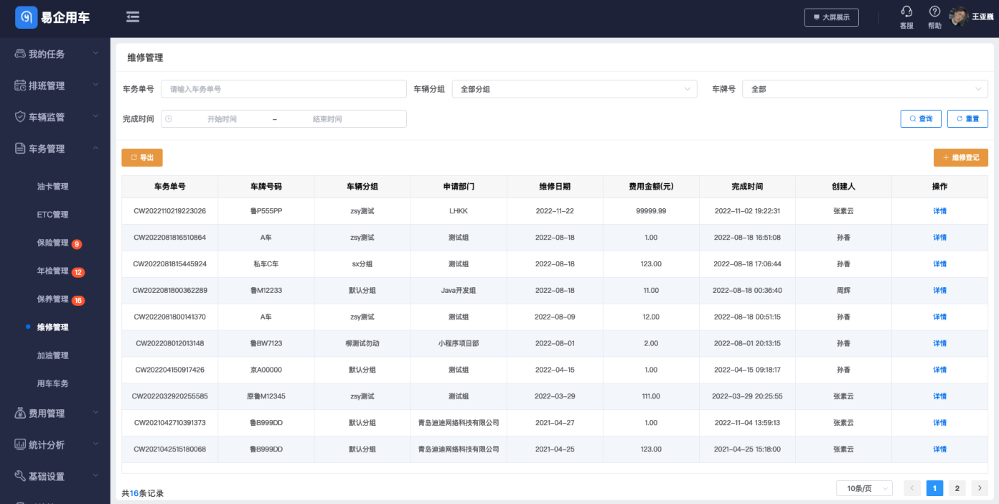 易企用车
大屏展示
客服
帮助
王亚巍
我的任务
排班管理
车辆监管
车务管理
油卡管理
ETC管理
保险管理 9
年检管理 12
保养管理 16
维修管理
加油管理
用车车务
费用管理
统计分析
基础设置
维修管理
车务单号 请输入车务单号 车辆分组 全部分组 车牌号 全部
完成时间 开始时间 – 结束时间 查询 重置
导出 维修登记
车务单号 车牌号码 车辆分组 申请部门 维修日期 费用金额(元) 完成时间 创建人 操作
CW2022110219223026 鲁P555PP zsy测试 LHKK 2022-11-22 99999.99 2022-11-02 19:22:31 张素云 详情
CW2022081816510864 A车 zsy测试 测试组 2022-08-18 1.00 2022-08-18 16:51:08 孙香 详情
CW2022081815445924 私车C车 sx分组 测试组 2022-08-18 123.00 2022-08-18 17:06:44 孙香 详情
CW2022081800362289 鲁M12233 默认分组 Java开发组 2022-08-18 11.00 2022-08-18 00:36:40 周辉 详情
CW2022081800141370 A车 zsy测试 测试组 2022-08-09 12.00 2022-08-18 00:51:15 孙香 详情
CW202208012013148 鲁BW7123 柳测试勿动 小程序项目部 2022-08-01 2.00 2022-08-01 20:13:15 孙香 详情
CW202204150917426 京A00000 默认分组 测试组 2022-04-15 1.00 2022-04-15 09:18:17 孙香 详情
CW2022032920255585 原鲁M12345 zsy测试 测试组 2022-03-29 111.00 2022-03-29 20:25:55 张素云 详情
CW2021042710391373 鲁B999DD 默认分组 青岛迪迪网络科技有限公司 2021-04-27 1.00 2022-11-04 13:59:13 张素云 详情
CW2021042515180068 鲁B999DD 默认分组 青岛迪迪网络科技有限公司 2021-04-25 123.00 2021-04-25 15:18:00 张素云 详情
共16条记录 10条/页 1 2